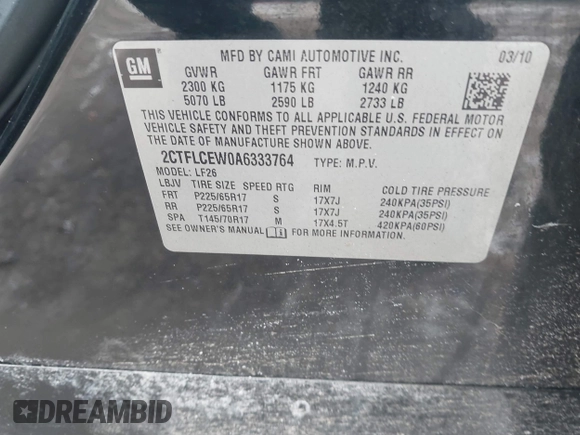 GM
MFD BY CAMI AUTOMOTIVE INC. 03/10
GVWR GAWR FRT GAWR RR
2300 KG 1175 KG 1240 KG
5070 LB 2590 LB 2733 LB
THIS VEHICLE CONFORMS TO ALL APPLICABLE U.S. FEDERAL MOTOR
VEHICLE SAFETY AND THEFT PREVENTION STANDARDS IN EFFECT ON THE
DATE OF MANUFACTURE SHOWN ABOVE.
2CTFLCEW0A6333764 TYPE: M.P.V.
MODEL: LF26
LBJV TIRE SIZE SPEED RTG RIM COLD TIRE PRESSURE
FRT P225/65R17 S 17X7J 240KPA(35PSI)
RR P225/65R17 S 17X7J 240KPA(35PSI)
SPA T145/70R17 M 17X4.5T 420KPA(60PSI)
SEE OWNER'S MANUAL FOR MORE INFORMATION.
DREAMBID